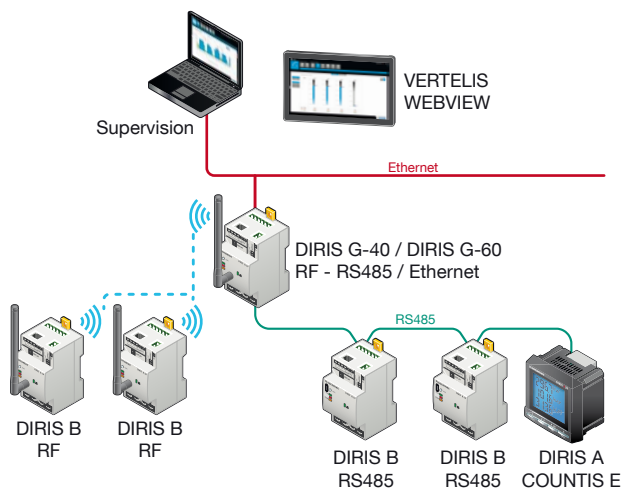 VERTELIS
WEBVIEW
Supervision
Ethernet
DIRIS G-40 / DIRIS G-60
RF - RS485 / Ethernet
RS485
DIRIS B
RF
DIRIS B
RF
DIRIS B
RS485
DIRIS B
RS485
DIRIS A
COUNTIS E